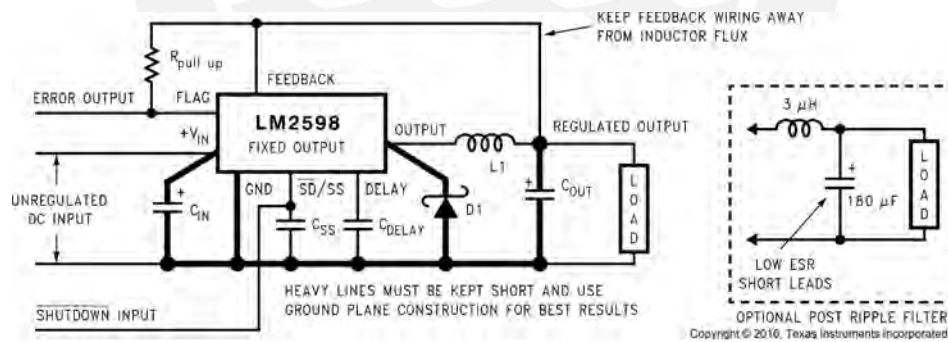 KEEP FEEDBACK WIRING AWAY
FROM INDUCTOR FLUX
Rpull up
FEEDBACK
ERROR OUTPUT
FLAG
LM2598
FIXED OUTPUT
+VIN
OUTPUT
L1
REGULATED OUTPUT
UNREGULATED
DC INPUT
+
CIN
GND
SD/SS
DELAY
CSS
CDELAY
D1
+
COUT
LOAD
HEAVY LINES MUST BE KEPT SHORT AND USE
GROUND PLANE CONSTRUCTION FOR BEST RESULTS
SHUTDOWN INPUT
3 μH
+
180 μF
LOAD
LOW ESR
SHORT LEADS
OPTIONAL POST RIPPLE FILTER
Copyright © 2016, Texas Instruments Incorporated